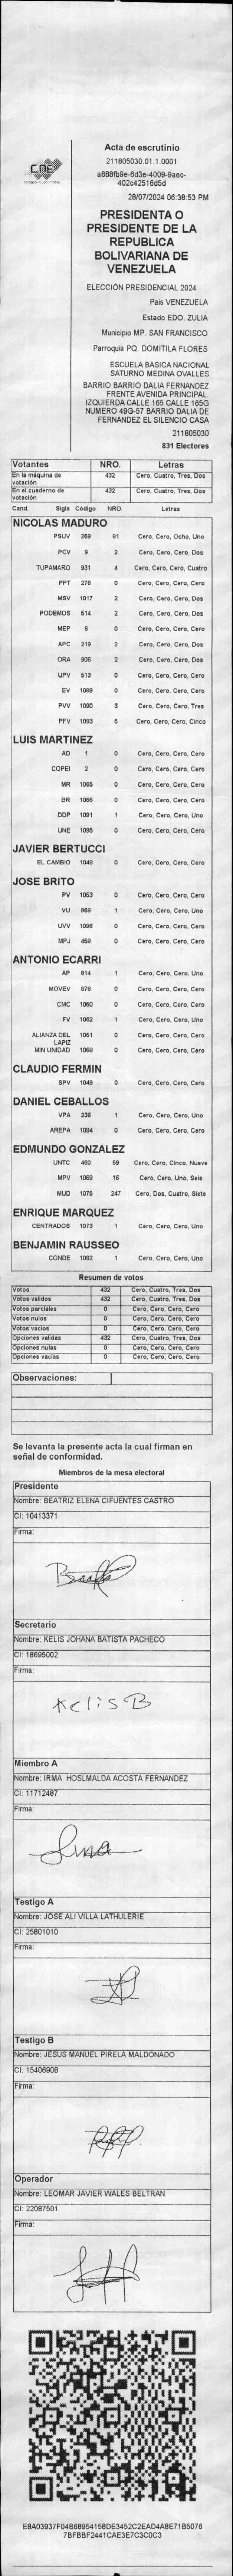 CNE
Acta de escrutinio
211805030.01.1.0001
28/07/2024 06:38:53 PM
PRESIDENTA O
PRESIDENTE DE LA
REPUBLICA
BOLIVARIANA DE
VENEZUELA
ELECCIÓN PRESIDENCIAL 2024
Pais VENEZUELA
Estado EDO. ZULIA
Municipio MP. SAN FRANCISCO
Parroquia PQ. DOMITILA FLORES
ESCUELA BASICA NACIONAL
SATURNO MEDINA OVALLES
BARRIO BARRIO DALIA FERNANDEZ
FRENTE AVENIDA PRINCIPAL.
IZQUIERDA CALLE 165 CALLE 165G
NUMERO 49G-57 BARRIO DALIA DE
FERNANDEZ EL SILENCIO CASA
211805030
831 Electores
Votantes NRO. Letras
En la máquina de votación 432 Cero, Cuatro, Tres, Dos
En el cuaderno de votación 432 Cero, Cuatro, Tres, Dos
Cand. Sigla Código NRO. Letras
NICOLAS MADURO
PSUV 269 81 Cero, Cero, Ocho, Uno
PCV 9 2 Cero, Cero, Cero, Dos
TUPAMARO 931 4 Cero, Cero, Cero, Cuatro
PPT 276 0 Cero, Cero, Cero, Cero
MSV 1017 2 Cero, Cero, Cero, Dos
PODEMOS 514 2 Cero, Cero, Cero, Dos
MEP 6 0 Cero, Cero, Cero, Cero
APC 219 2 Cero, Cero, Cero, Dos
ORA 906 2 Cero, Cero, Cero, Dos
UPV 513 0 Cero, Cero, Cero, Cero
EV 1089 0 Cero, Cero, Cero, Cero
PVV 1090 3 Cero, Cero, Cero, Tres
PFV 1093 5 Cero, Cero, Cero, Cinco
LUIS MARTINEZ
AD 1 0 Cero, Cero, Cero, Cero
COPEI 2 0 Cero, Cero, Cero, Cero
MR 1065 0 Cero, Cero, Cero, Cero
BR 1066 0 Cero, Cero, Cero, Cero
DDP 1091 1 Cero, Cero, Cero, Uno
UNE 1095 0 Cero, Cero, Cero, Cero
JAVIER BERTUCCI
EL CAMBIO 1048 0 Cero, Cero, Cero, Cero
JOSE BRITO
PV 1053 0 Cero, Cero, Cero, Cero
VU 868 1 Cero, Cero, Cero, Uno
UVV 1096 0 Cero, Cero, Cero, Cero
MPJ 458 0 Cero, Cero, Cero, Cero
ANTONIO ECARRI
AP 814 1 Cero, Cero, Cero, Uno
MOVEV 878 0 Cero, Cero, Cero, Cero
CMC 1050 0 Cero, Cero, Cero, Cero
FV 1062 1 Cero, Cero, Cero, Uno
ALIANZA DEL LAPIZ 1051 0 Cero, Cero, Cero, Cero
MIN UNIDAD 1068 0 Cero, Cero, Cero, Cero
CLAUDIO FERMIN
SPV 1049 0 Cero, Cero, Cero, Cero
DANIEL CEBALLOS
VPA 236 1 Cero, Cero, Cero, Uno
AREPA 1094 0 Cero, Cero, Cero, Cero
EDMUNDO GONZALEZ
UNTC 460 59 Cero, Cero, Cinco, Nueve
MPV 1069 16 Cero, Cero, Uno, Seis
MUD 1075 247 Cero, Dos, Cuatro, Siete
ENRIQUE MARQUEZ
CENTRADOS 1073 1 Cero, Cero, Cero, Uno
BENJAMIN RAUSSEO
CONDE 1092 1 Cero, Cero, Cero, Uno
Resumen de votos
Votos 432 Cero, Cuatro, Tres, Dos
Votos validos 432 Cero, Cuatro, Tres, Dos
Votos parciales 0 Cero, Cero, Cero, Cero
Votos nulos 0 Cero, Cero, Cero, Cero
Votos vacios 0 Cero, Cero, Cero, Cero
Opciones validas 432 Cero, Cuatro, Tres, Dos
Opciones nulas 0 Cero, Cero, Cero, Cero
Opciones vacías 0 Cero, Cero, Cero, Cero
Observaciones:
Se levanta la presente acta la cual firman en
señal de conformidad.
Miembros de la mesa electoral
Presidente
Nombre: BEATRIZ ELENA CIFUENTES CASTRO
CI: 10413371
Firma:
Secretario
Nombre: KELIS JOHANA BATISTA PACHECO
CI: 18695002
Firma:
Kelis B
Miembro A
Nombre: IRMA HOSLMALDA ACOSTA FERNANDEZ
CI: 11712487
Firma:
Irma
Testigo A
Nombre: JOSE ALI VILLA LATHULERIE
CI: 25801010
Firma:
Testigo B
Nombre: JESUS MANUEL PIRELA MALDONADO
CI: 15406908
Firma:
Operador
Nombre: LEOMAR JAVIER WALES BELTRAN
CI: 22087501
Firma:
E8A03937F04B68954158DE3452C2EAD4A8E71B5076
7BFBBF2441CAE3E7C3C0C3